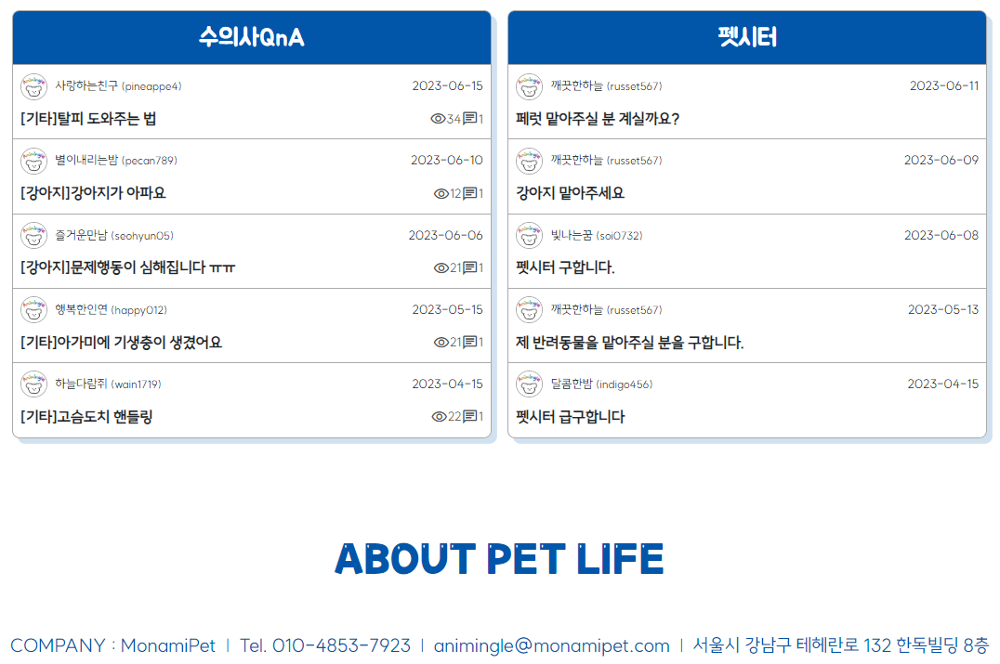 수의사QnA
사랑하는친구 (pineappe4) 2023-06-15
[기타]탈피 도와주는 법 34 1
별이내리는밤 (pecan789) 2023-06-10
[강아지]강아지가 아파요 12 1
즐거운만남 (seohyun05) 2023-06-06
[강아지]문제행동이 심해집니다 ㅠㅠ 21 1
행복한인연 (happy012) 2023-05-15
[기타]아가미에 기생충이 생겼어요 21 1
하늘다람쥐 (wain1719) 2023-04-15
[기타]고슴도치 핸들링 22 1
펫시터
깨끗한하늘 (russet567) 2023-06-11
페럿 맡아주실 분 계실까요?
깨끗한하늘 (russet567) 2023-06-09
강아지 맡아주세요
빛나는꿈 (soi0732) 2023-06-08
펫시터 구합니다.
깨끗한하늘 (russet567) 2023-05-13
제 반려동물을 맡아주실 분을 구합니다.
달콤한밤 (indigo456) 2023-04-15
펫시터 급구합니다
ABOUT PET LIFE
COMPANY : MonamiPet | Tel. 010-4853-7923 | animingle@monamipet.com | 서울시 강남구 테헤란로 132 한독빌딩 8층